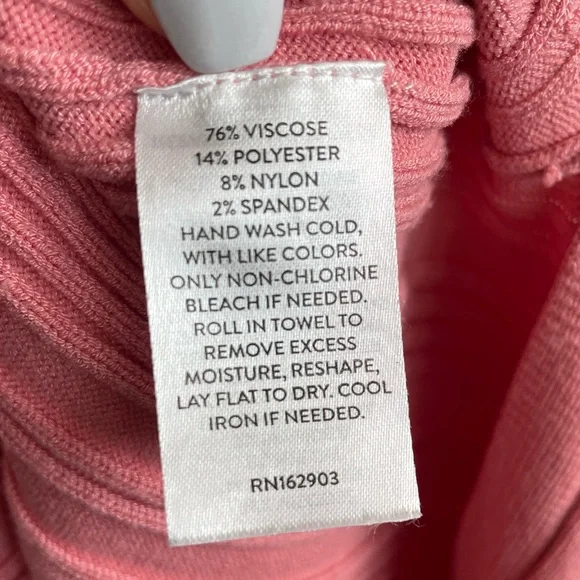 76% VISCOSE
14% POLYESTER
8% NYLON
2% SPANDEX
HAND WASH COLD,
WITH LIKE COLORS.
ONLY NON-CHLORINE
BLEACH IF NEEDED.
ROLL IN TOWEL TO
REMOVE EXCESS
MOISTURE, RESHAPE,
LAY FLAT TO DRY. COOL
IRON IF NEEDED.
RN162903